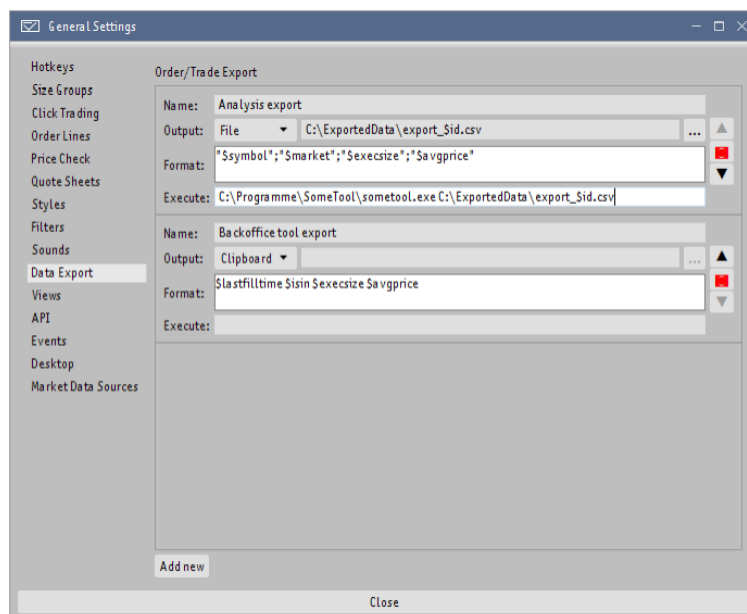 General Settings
Hotkeys
Size Groups
Click Trading
Order Lines
Price Check
Quote Sheets
Styles
Filters
Sounds
Data Export
Views
API
Events
Desktop
Market Data Sources
Order/Trade Export
Name: Analysis export
Output: File C:\ExportedData\export_$id.csv ...
Format: "$symbol";"$market";"$execsize";"$avgprice"
Execute: C:\Programme\SomeTool\sometool.exe C:\ExportedData\export_$id.csv
Name: Backoffice tool export
Output: Clipboard ...
Format: $lastfilltime $isin $execsize $avgprice
Execute:
Add new
Close